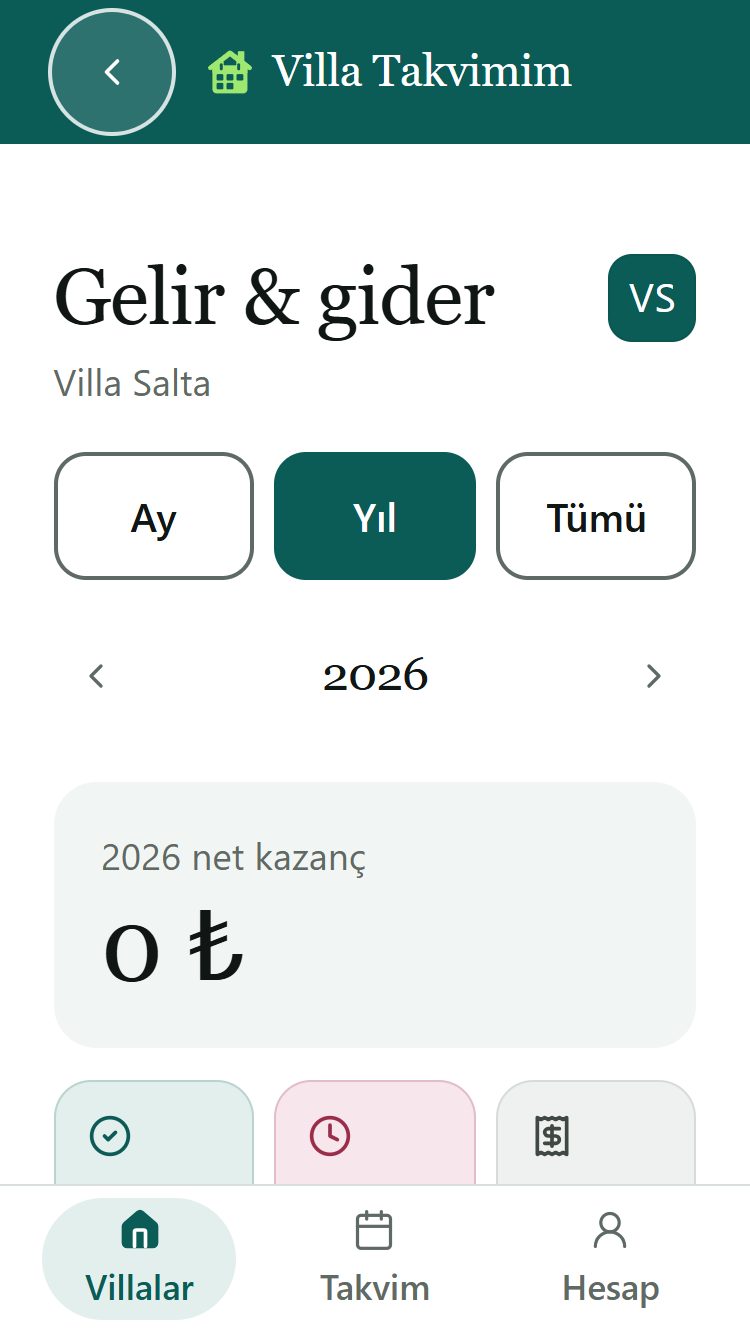 Villa Takvimim
Gelir & gider
VS
Villa Salta
Ay
Yıl
Tümü
2026
2026 net kazanç
0 ₺
Villalar
Takvim
Hesap